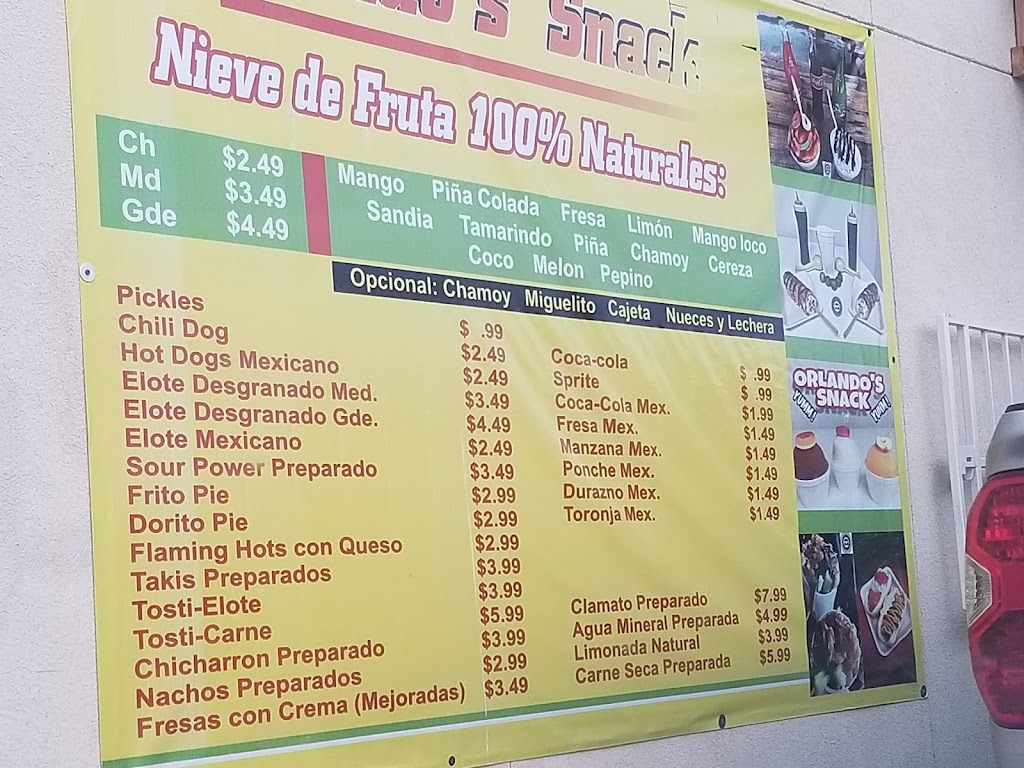 Snack
Nieve de Fruta 100% Naturales:
Ch $2.49
Md $3.49
Gde $4.49
Mango Piña Colada Fresa Limón Mango loco
Sandia Tamarindo Piña Chamoy Cereza
Coco Melon Pepino
Opcional: Chamoy Miguelito Cajeta Nueces y Lechera
Pickles $ .99
Chili Dog $2.49
Hot Dogs Mexicano $2.49
Elote Desgranado Med. $3.49
Elote Desgranado Gde. $4.49
Elote Mexicano $2.49
Sour Power Preparado $3.49
Frito Pie $2.99
Dorito Pie $2.99
Flaming Hots con Queso $2.99
Takis Preparados $3.99
Tosti-Elote $3.99
Tosti-Carne $5.99
Chicharron Preparado $3.99
Nachos Preparados $2.99
Fresas con Crema (Mejoradas) $3.49
Coca-cola $ .99
Sprite $ .99
Coca-Cola Mex. $1.99
Fresa Mex. $1.49
Manzana Mex. $1.49
Ponche Mex. $1.49
Durazno Mex. $1.49
Toronja Mex. $1.49
Clamato Preparado $7.99
Agua Mineral Preparada $4.99
Limonada Natural $3.99
Carne Seca Preparada $5.99
ORLANDO'S
SNACK
YUMM! YUMM!